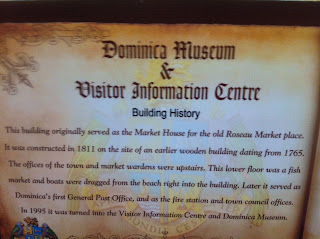 Dominica Museum
&
Visitor Information Centre
Building History
This building originally served as the Market House for the old Roseau Market place.
It was constructed in 1811 on the site of an earlier wooden building dating from 1765.
The offices of the town and market wardens were upstairs. This lower floor was a fish
market and boats were dragged from the beach right into the building. Later it served as
Dominica's first General Post Office, and as the fire station and town council offices.
In 1995 it was turned into the Visitor Information Centre and Dominica Museum.